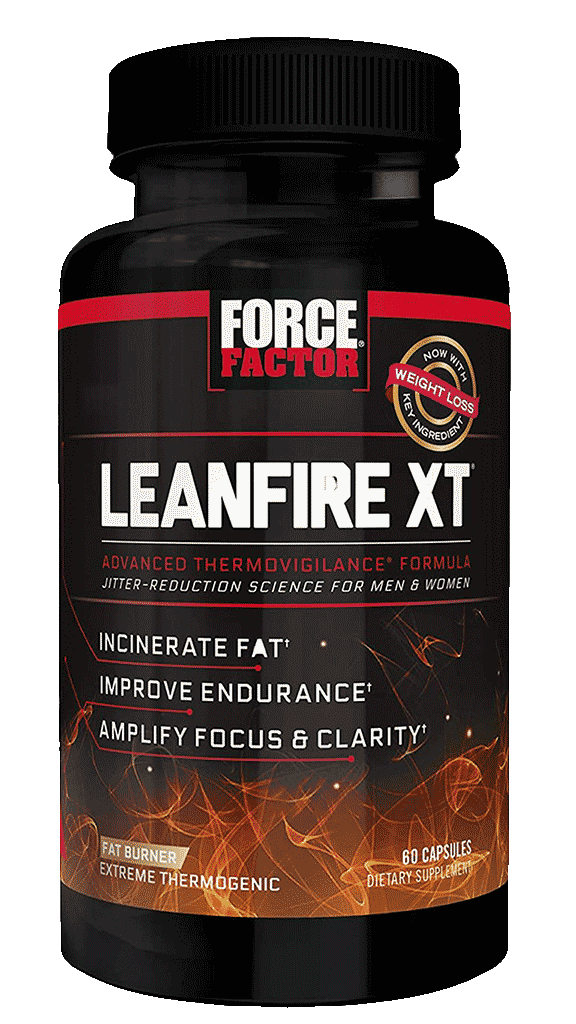 FORCE
FACTOR®
NOW WITH
WEIGHT LOSS
KEY INGREDIENT
LEANFIRE XT®
ADVANCED THERMOVIGILANCE® FORMULA
JITTER-REDUCTION SCIENCE FOR MEN & WOMEN
INCINERATE FAT†
IMPROVE ENDURANCE†
AMPLIFY FOCUS & CLARITY†
FAT BURNER
EXTREME THERMOGENIC
60 CAPSULES
DIETARY SUPPLEMENT